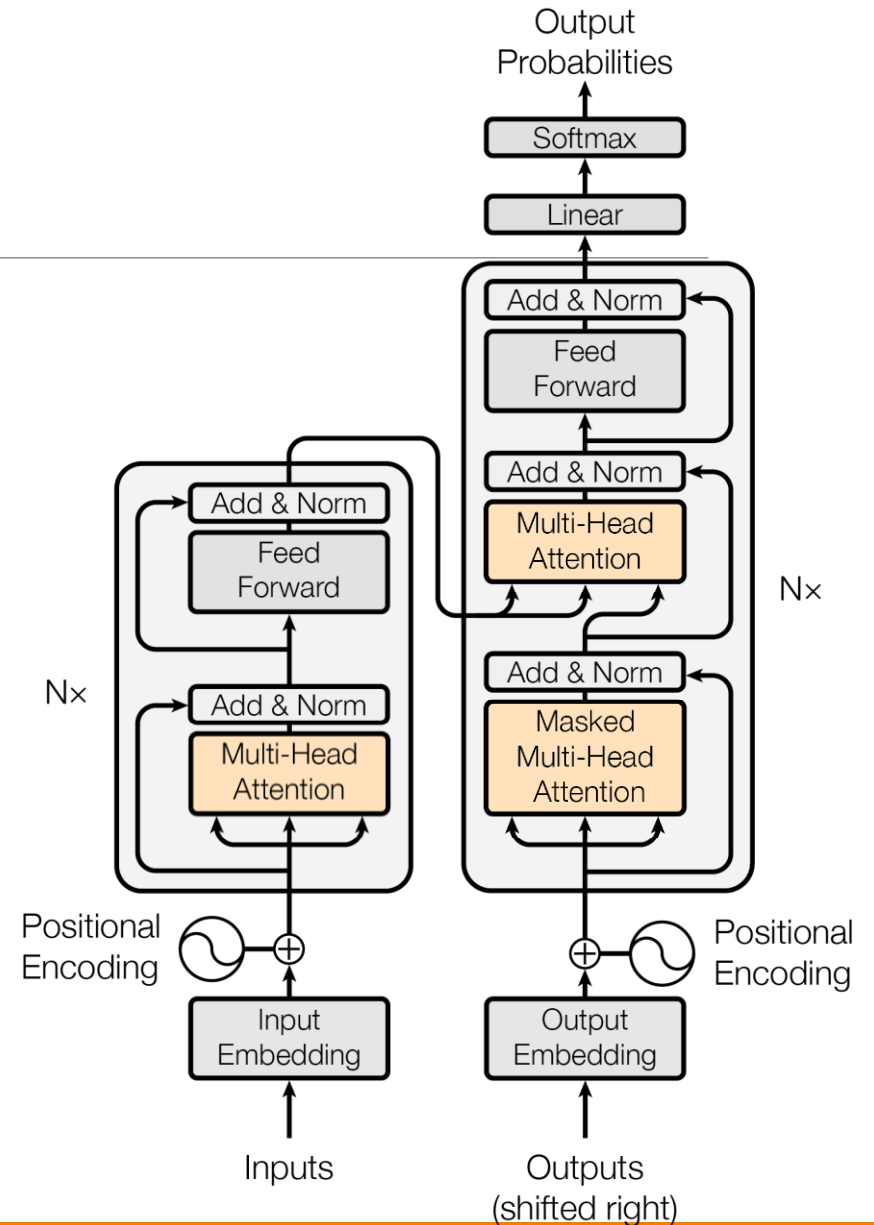 Output
Probabilities
Softmax
Linear
Add & Norm
Feed
Forward
Add & Norm
Multi-Head
Attention
Add & Norm
Masked
Multi-Head
Attention
N×
Add & Norm
Feed
Forward
Add & Norm
Multi-Head
Attention
N×
Positional
Encoding
Positional
Encoding
Input
Embedding
Output
Embedding
Inputs
Outputs
(shifted right)